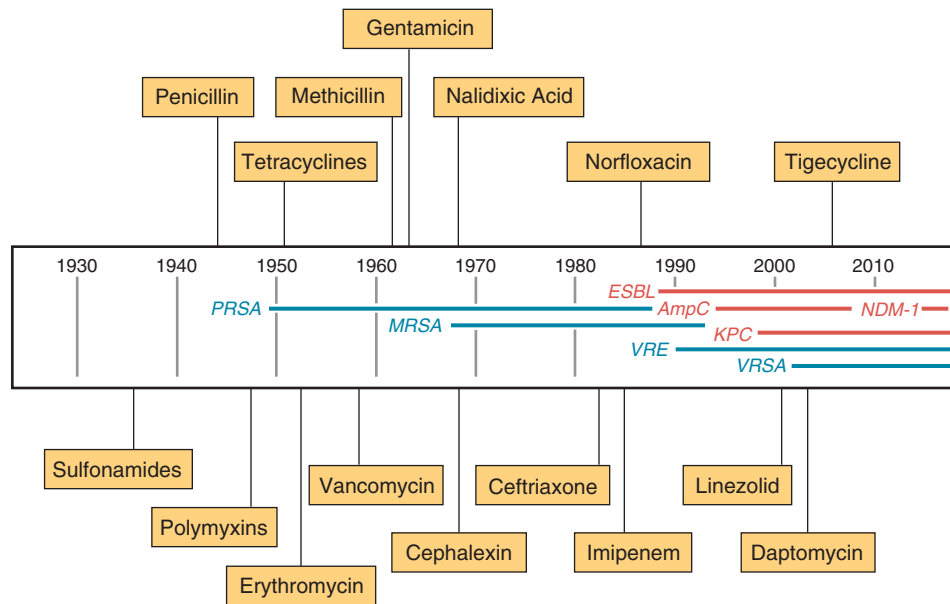 Gentamicin
Penicillin
Methicillin
Nalidixic Acid
Tetracyclines
Norfloxacin
Tigecycline
1930 1940 1950 1960 1970 1980 1990 2000 2010
ESBL
PRSA AmpC NDM-1
MRSA
KPC
VRE
VRSA
Sulfonamides
Vancomycin
Ceftriaxone
Linezolid
Polymyxins
Cephalexin
Imipenem
Daptomycin
Erythromycin